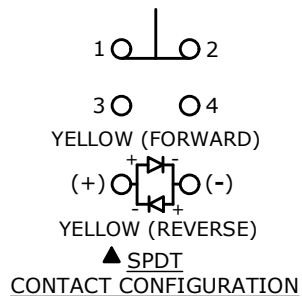 1 2
3 4
YELLOW (FORWARD)
+ -
(+) (-)
- +
YELLOW (REVERSE)
▲ SPDT
CONTACT CONFIGURATION